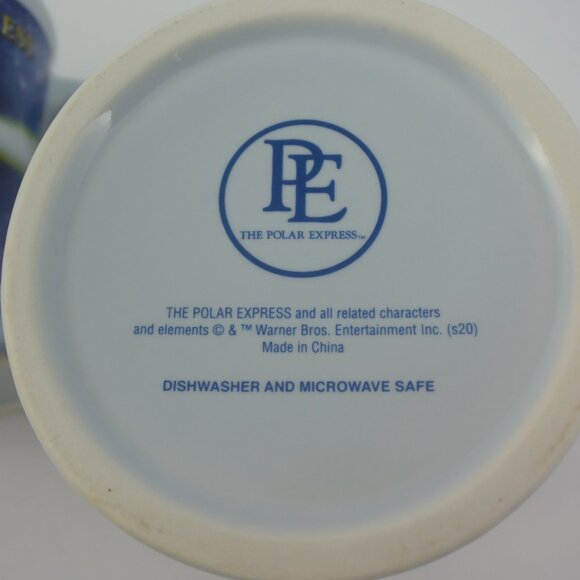 ESS
PE
THE POLAR EXPRESS™
THE POLAR EXPRESS and all related characters
and elements © & ™ Warner Bros. Entertainment Inc. (s20)
Made in China
DISHWASHER AND MICROWAVE SAFE